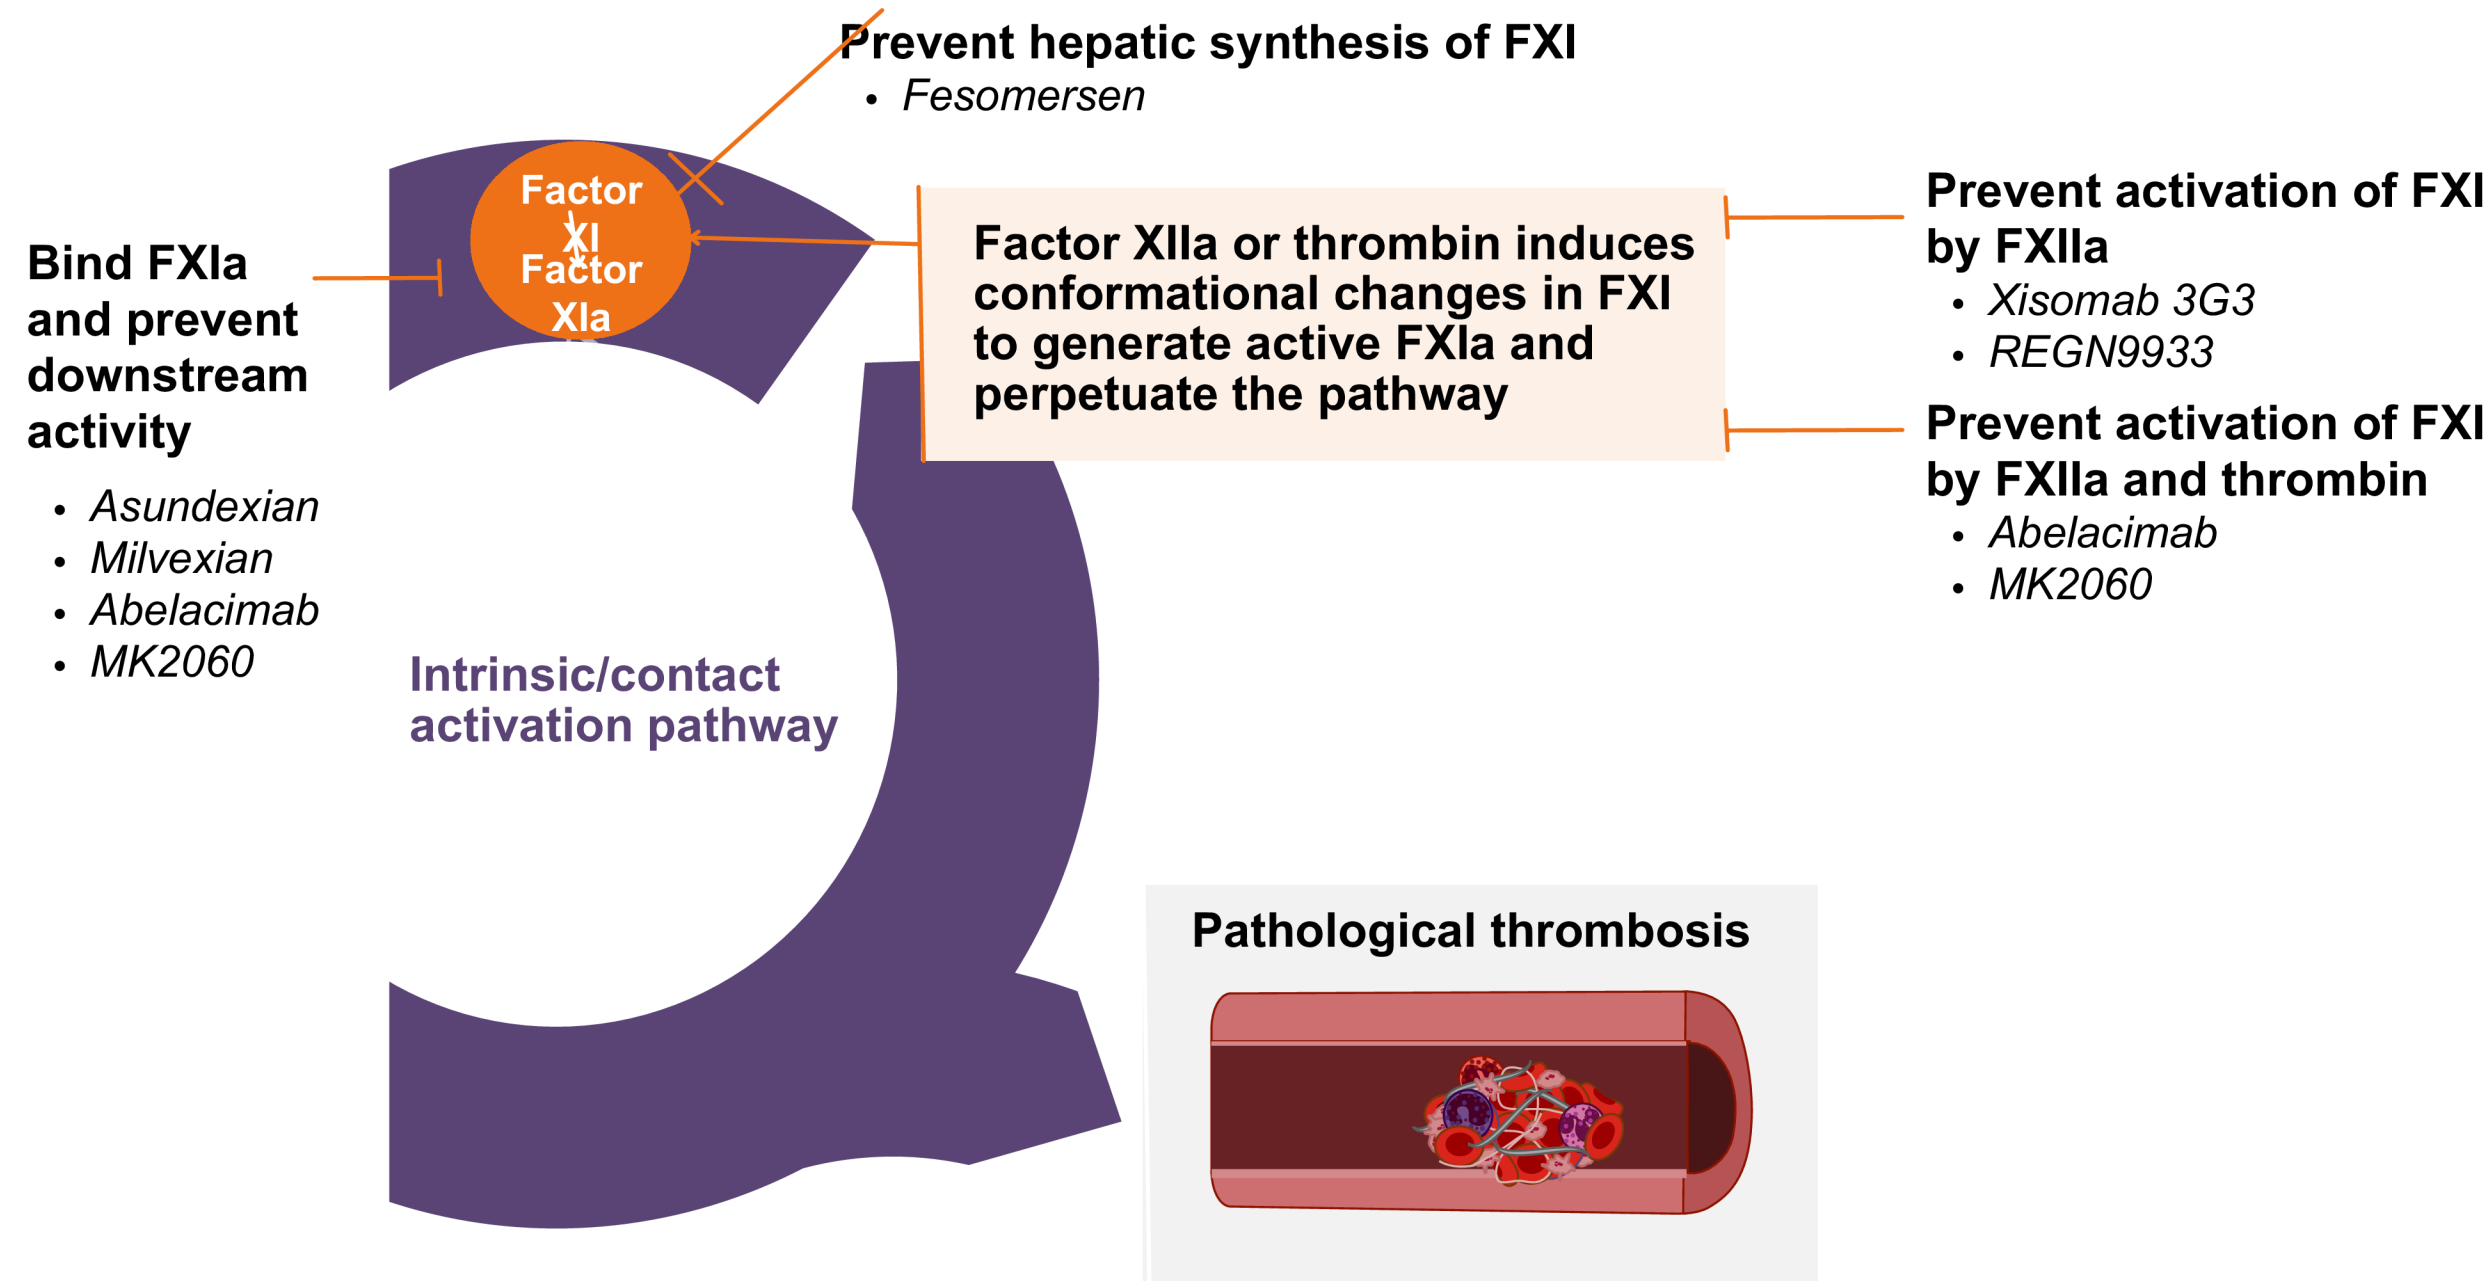 Prevent hepatic synthesis of FXI
• Fesomersen
Factor
XI
Factor
XIa
Bind FXIa
and prevent
downstream
activity
• Asundexian
• Milvexian
• Abelacimab
• MK2060
Factor XIIa or thrombin induces
conformational changes in FXI
to generate active FXIa and
perpetuate the pathway
Prevent activation of FXI
by FXIIa
• Xisomab 3G3
• REGN9933
Prevent activation of FXI
by FXIIa and thrombin
• Abelacimab
• MK2060
Intrinsic/contact
activation pathway
Pathological thrombosis